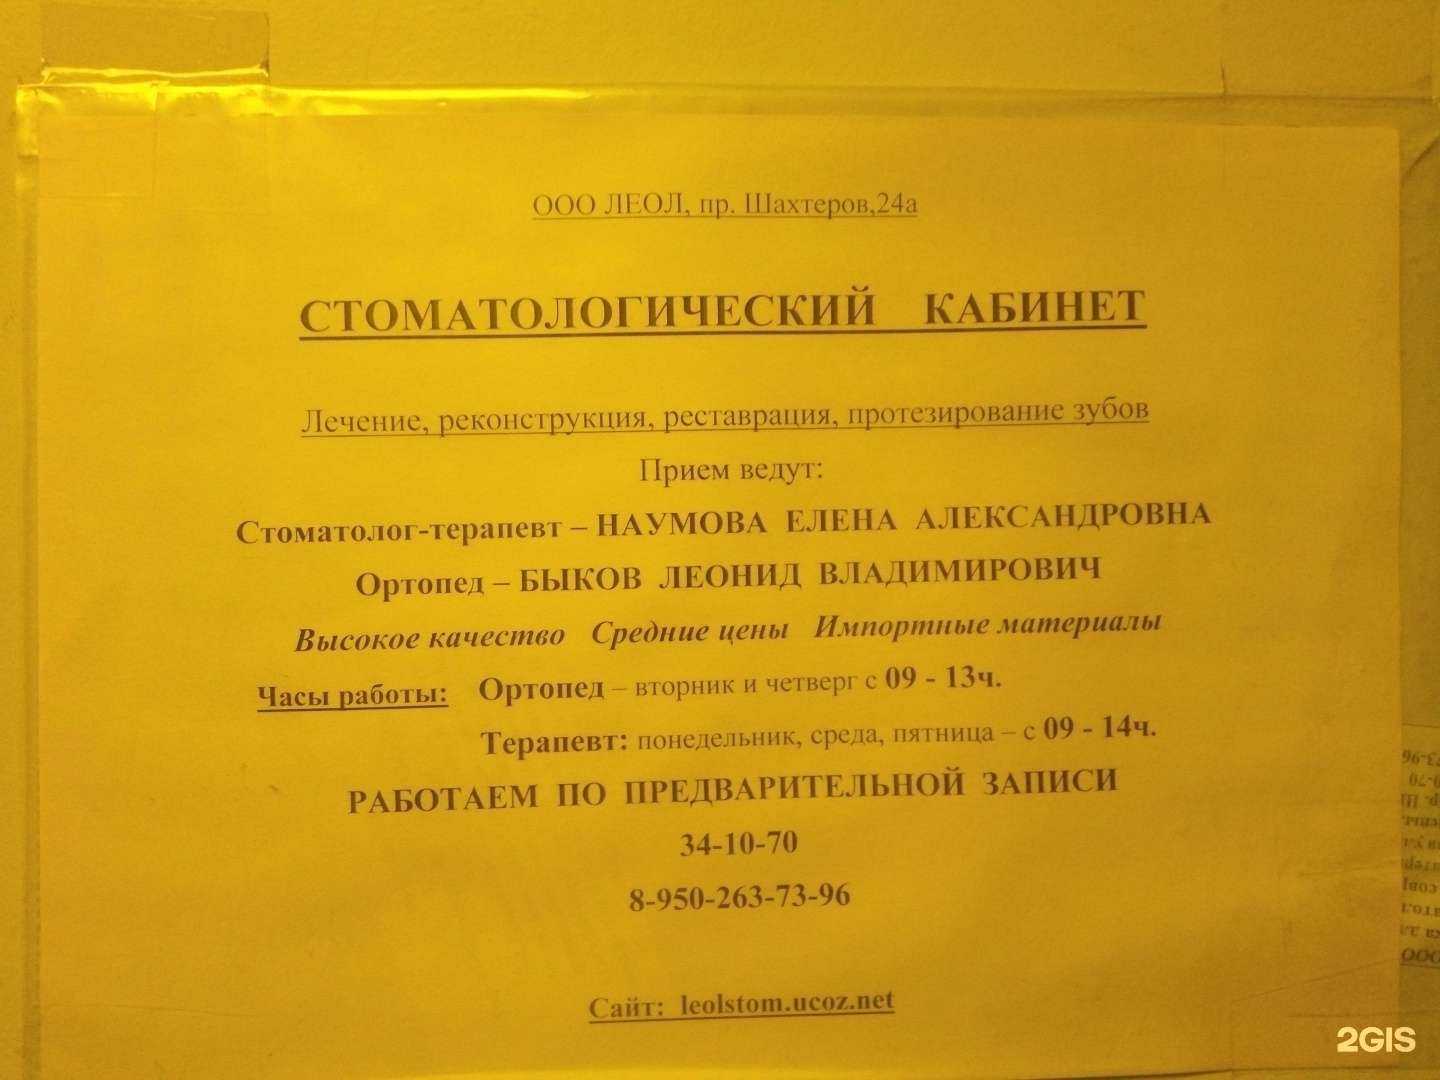 ООО ЛЕОЛ, пр. Шахтеров,24а
СТОМАТОЛОГИЧЕСКИЙ КАБИНЕТ
Лечение, реконструкция, реставрация, протезирование зубов
Прием ведут:
Стоматолог-терапевт – НАУМОВА ЕЛЕНА АЛЕКСАНДРОВНА
Ортопед – БЫКОВ ЛЕОНИД ВЛАДИМИРОВИЧ
Высокое качество Средние цены Импортные материалы
Часы работы: Ортопед – вторник и четверг с 09 - 13ч.
Терапевт: понедельник, среда, пятница – с 09 - 14ч.
РАБОТАЕМ ПО ПРЕДВАРИТЕЛЬНОЙ ЗАПИСИ
34-10-70
8-950-263-73-96
Сайт: leolstom.ucoz.net
2GIS